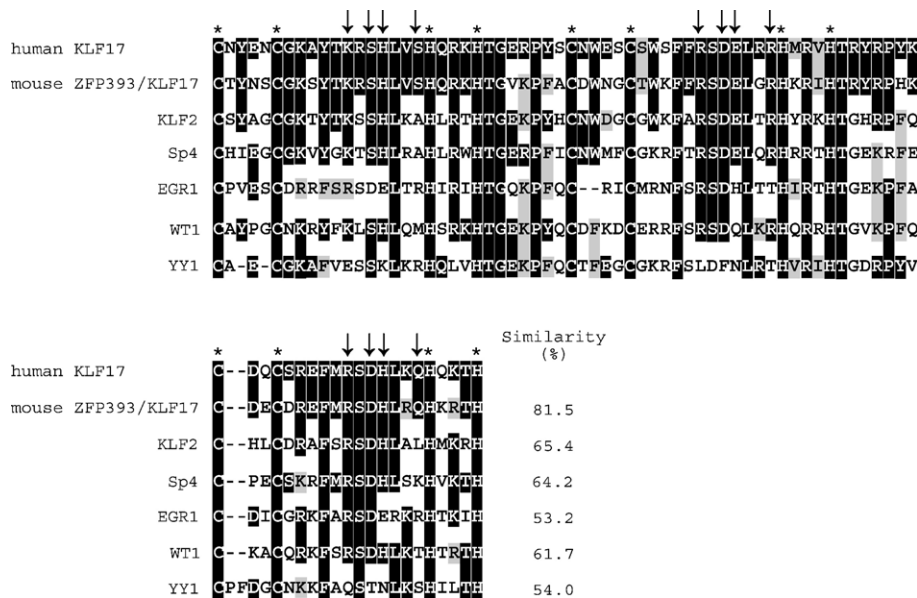 * * ↓ ↓ ↓ ↓ * * * * ↓ ↓ ↓ ↓ * *
human KLF17 CNYENCGKAYTKRSHLVSHQRKHTGERPYSCNWESCSWSFFRSDELRRHMRVHTRYRPYK
mouse ZFP393/KLF17 CTYNSCGKSYTKRSHLVSHQRKHTGVKPFACDWNGCTWKFFRSDELGRHKRIHTRYRPHK
KLF2 CSYAGCGKTYTKSSHLKAHLRTHTGEKPYHCNWDGCGWKFARSDELTRHYRKHTGHRPFQ
Sp4 CHIEGCGKVYGKTSHLRAHLRWHTGERPFICNWMFCGKRFTRSDELQRHRRTHTGEKRFE
EGR1 CPVESCDRRFSRSDELTRHIRIHTGQKPFQC--RICMRNFSRSDHLTTHIRTHTGEKPFA
WT1 CAYPGCNKRYFKLSHLQMHSRKHTGEKPYQCDFKDCERRFSRSDQLKRHQRRHTGVKPFQ
YY1 CA-E-CGKAFVESSKLKRHQLVHTGEKPFQCTFEGCGKRFSLDFNLRTHVRIHTGDRPYV
* * ↓ ↓ ↓ ↓ * * Similarity (%)
human KLF17 C--DQCSREFMRSDHLKQHQKTH
mouse ZFP393/KLF17 C--DECDREFMRSDHLRQHKRTH 81.5
KLF2 C--HLCDRAFSRSDHLALHMKRH 65.4
Sp4 C--PECSKRFMRSDHLSKHVKTH 64.2
EGR1 C--DICGRKFARSDERKRHTKIH 53.2
WT1 C--KACQRKFSRSDHLKTHTRTH 61.7
YY1 CPFDGCNKKFAQSTNLKSHILTH 54.0